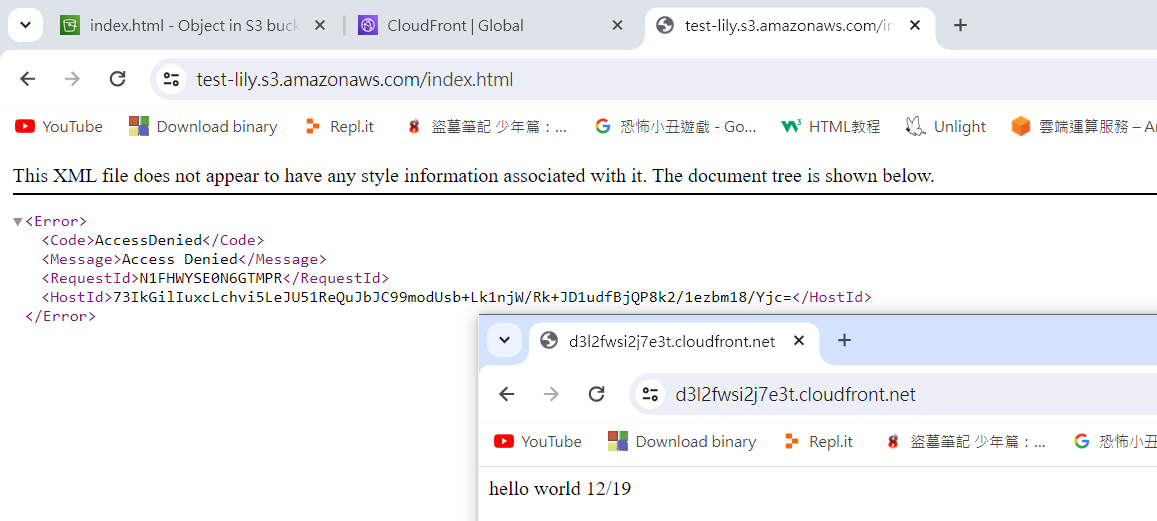 index.html - Object in S3 buck
CloudFront | Global
test-lily.s3.amazonaws.com/in
test-lily.s3.amazonaws.com/index.html
YouTube
Download binary
Repl.it
盜墓筆記 少年篇：...
恐怖小丑遊戲 - Go...
HTML教程
Unlight
雲端運算服務 – Am
This XML file does not appear to have any style information associated with it. The document tree is shown below.
▼<Error>
<Code>AccessDenied</Code>
<Message>Access Denied</Message>
<RequestId>N1FHWYSE0N6GTMPR</RequestId>
<HostId>73IkGilIuxcLchvi5LeJU51ReQuJbJC99modUsb+Lk1njW/Rk+JD1udfBjQP8k2/1ezbm18/Yjc=</HostId>
</Error>
d3l2fwsi2j7e3t.cloudfront.net
d3l2fwsi2j7e3t.cloudfront.net
YouTube
Download binary
Repl.it
盜墓筆記 少年篇：...
恐怖小丑
hello world 12/19